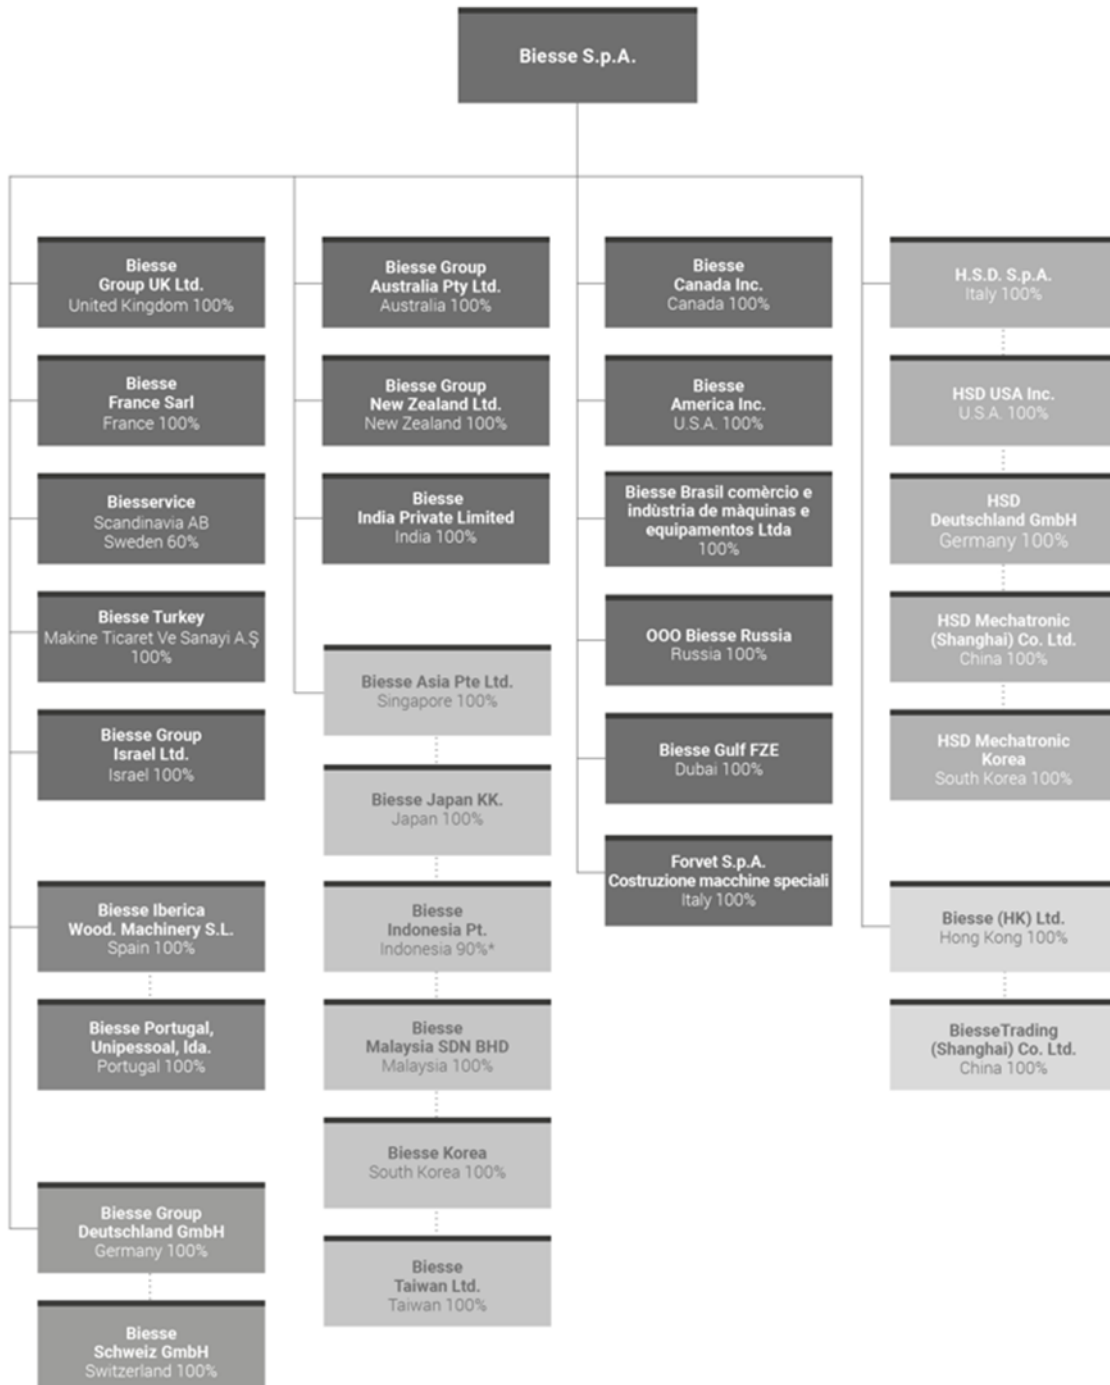 Biesse S.p.A.
Biesse
Group UK Ltd.
United Kingdom 100%
Biesse
France Sarl
France 100%
Biesservice
Scandinavia AB
Sweden 60%
Biesse Turkey
Makine Ticaret Ve Sanayi A.Ş
100%
Biesse Group
Israel Ltd.
Israel 100%
Biesse Iberica
Wood. Machinery S.L.
Spain 100%
Biesse Portugal,
Unipessoal, lda.
Portugal 100%
Biesse Group
Deutschland GmbH
Germany 100%
Biesse
Schweiz GmbH
Switzerland 100%
Biesse Group
Australia Pty Ltd.
Australia 100%
Biesse Group
New Zealand Ltd.
New Zealand 100%
Biesse
India Private Limited
India 100%
Biesse Asia Pte Ltd.
Singapore 100%
Biesse Japan KK.
Japan 100%
Biesse
Indonesia Pt.
Indonesia 90%*
Biesse
Malaysia SDN BHD
Malaysia 100%
Biesse Korea
South Korea 100%
Biesse
Taiwan Ltd.
Taiwan 100%
Biesse
Canada Inc.
Canada 100%
Biesse
America Inc.
U.S.A. 100%
Biesse Brasil comèrcio e
indùstria de màquinas e
equipamentos Ltda
100%
OOO Biesse Russia
Russia 100%
Biesse Gulf FZE
Dubai 100%
Forvet S.p.A.
Costruzione macchine speciali
Italy 100%
H.S.D. S.p.A.
Italy 100%
HSD USA Inc.
U.S.A. 100%
HSD
Deutschland GmbH
Germany 100%
HSD Mechatronic
(Shanghai) Co. Ltd.
China 100%
HSD Mechatronic
Korea
South Korea 100%
Biesse (HK) Ltd.
Hong Kong 100%
BiesseTrading
(Shanghai) Co. Ltd.
China 100%